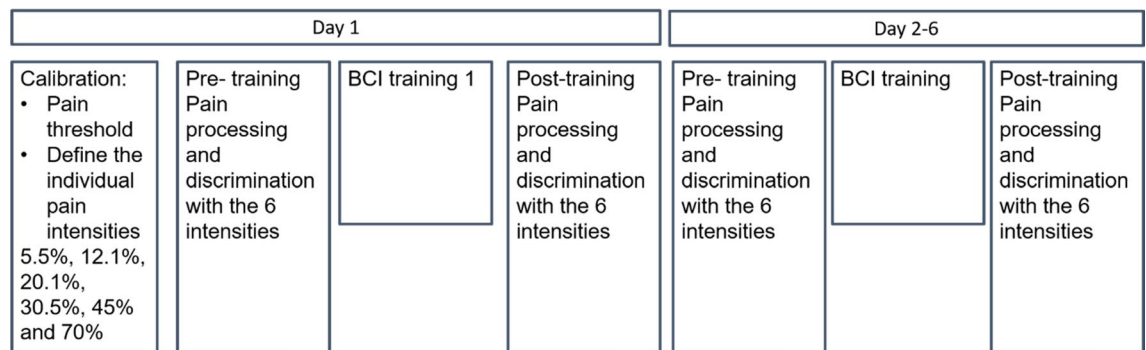 Day 1
Day 2-6
Calibration:
• Pain
threshold
• Define the
individual
pain
intensities
5.5%, 12.1%,
20.1%,
30.5%, 45%
and 70%
Pre- training
Pain
processing
and
discrimination
with the 6
intensities
BCI training 1
Post-training
Pain
processing
and
discrimination
with the 6
intensities
Pre- training
Pain
processing
and
discrimination
with the 6
intensities
BCI training
Post-training
Pain
processing
and
discrimination
with the 6
intensities